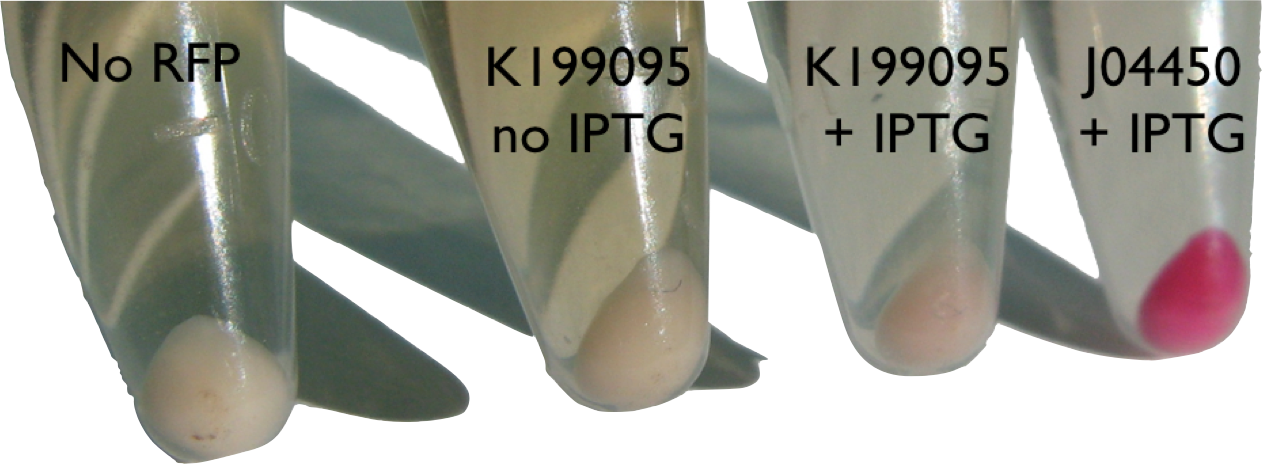 No RFP
K199095
no IPTG
K199095
+ IPTG
J04450
+ IPTG